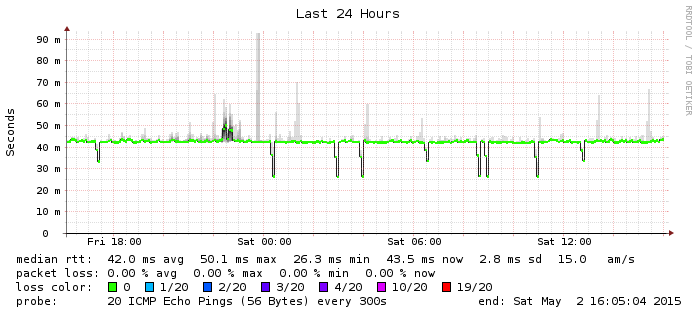 Last 24 Hours
RRDTOOL / TOBI OETIKER
Seconds
90 m
80 m
70 m
60 m
50 m
40 m
30 m
20 m
10 m
0
Fri 18:00 Sat 00:00 Sat 06:00 Sat 12:00
median rtt: 42.0 ms avg 50.1 ms max 26.3 ms min 43.5 ms now 2.8 ms sd 15.0 am/s
packet loss: 0.00 % avg 0.00 % max 0.00 % min 0.00 % now
loss color: 0 1/20 2/20 3/20 4/20 10/20 19/20
probe: 20 ICMP Echo Pings (56 Bytes) every 300s end: Sat May 2 16:05:04 2015